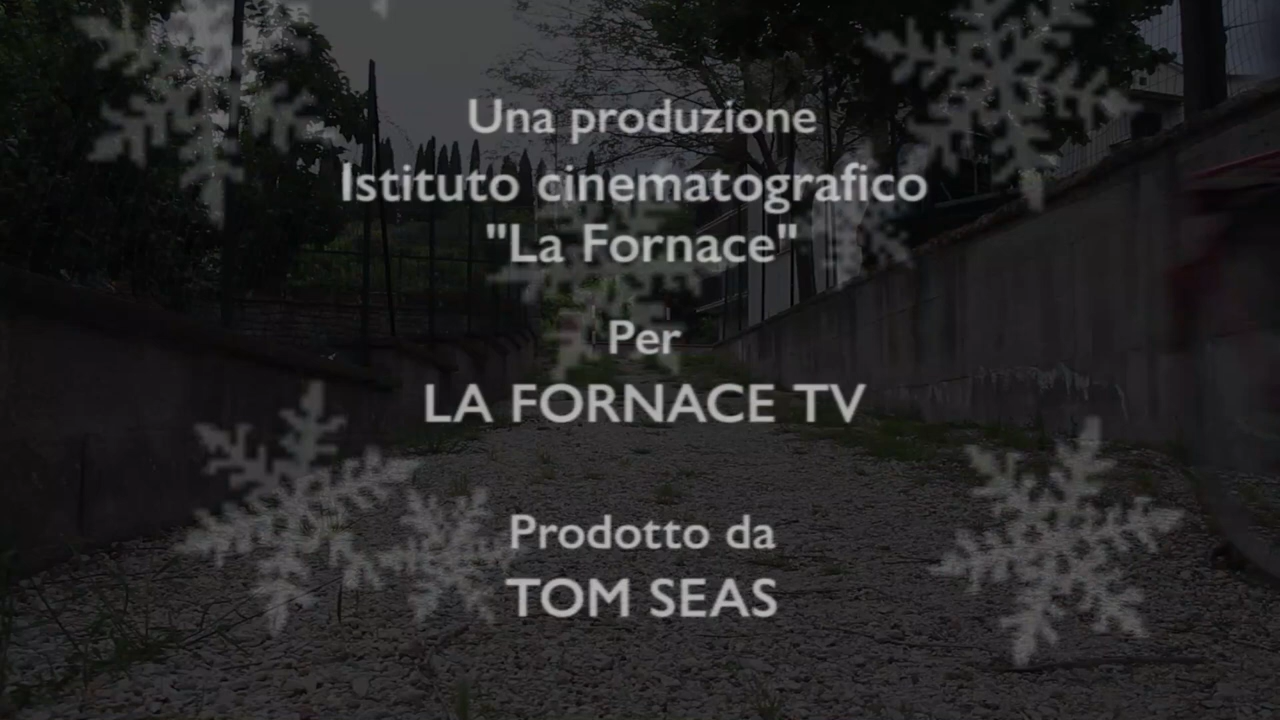 Una produzione
Istituto cinematografico
"La Fornace"
Per
LA FORNACE TV
Prodotto da
TOM SEAS